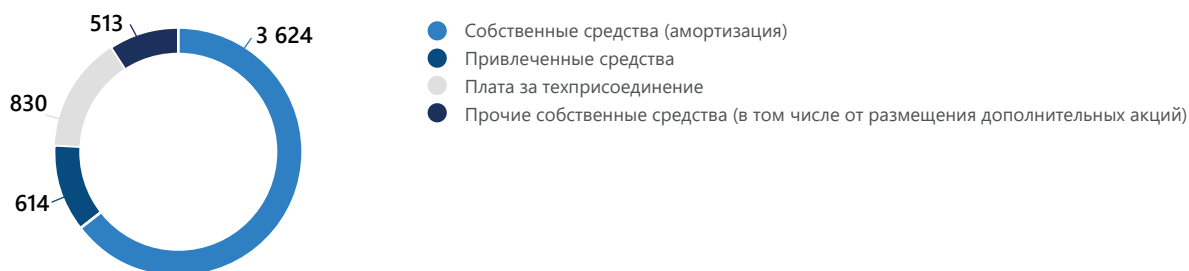 513
3 624
830
614
Собственные средства (амортизация)
Привлеченные средства
Плата за техприсоединение
Прочие собственные средства (в том числе от размещения дополнительных акций)